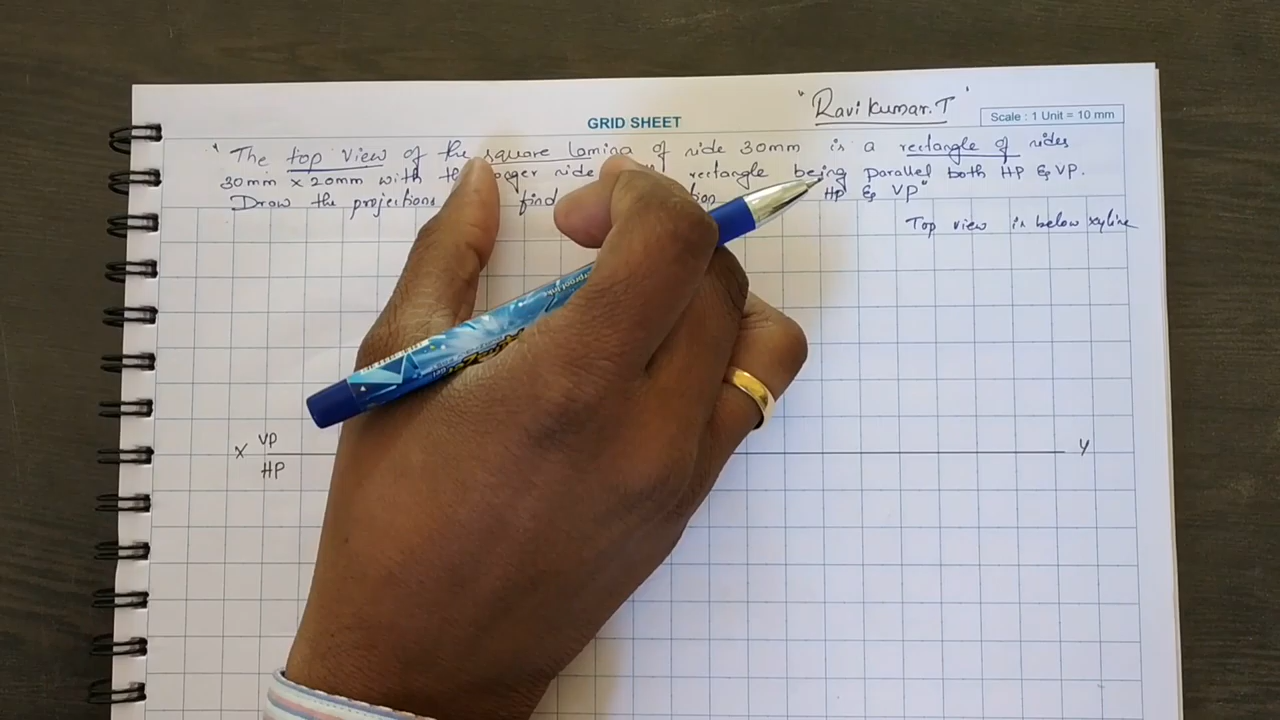 "Ravikumar.T"
GRID SHEET
Scale : 1 Unit = 10 mm
" The top view of the square lamina of side 30mm is a rectangle of sides
30mm x 20mm with side rectangle being parallel both HP & VP.
Draw the projections find HP & VP"
Top view is below xyline
X VP Y
HP